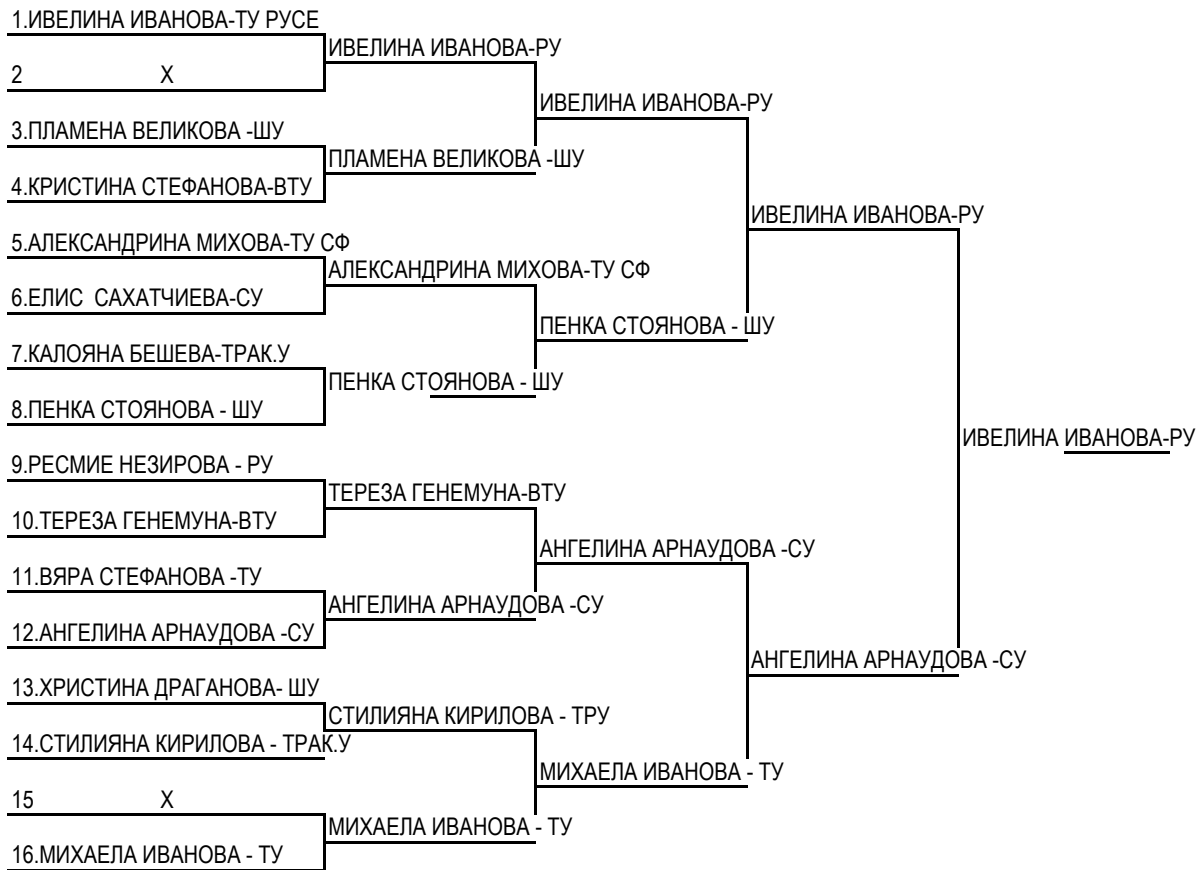 1.ИВЕЛИНА ИВАНОВА-ТУ РУСЕ
ИВЕЛИНА ИВАНОВА-РУ
2 Х
ИВЕЛИНА ИВАНОВА-РУ
3.ПЛАМЕНА ВЕЛИКОВА -ШУ
ПЛАМЕНА ВЕЛИКОВА -ШУ
4.КРИСТИНА СТЕФАНОВА-ВТУ
ИВЕЛИНА ИВАНОВА-РУ
5.АЛЕКСАНДРИНА МИХОВА-ТУ СФ
АЛЕКСАНДРИНА МИХОВА-ТУ СФ
6.ЕЛИС САХАТЧИЕВА-СУ
ПЕНКА СТОЯНОВА - ШУ
7.КАЛОЯНА БЕШЕВА-ТРАК.У
ПЕНКА СТОЯНОВА - ШУ
8.ПЕНКА СТОЯНОВА - ШУ
ИВЕЛИНА ИВАНОВА-РУ
9.РЕСМИЕ НЕЗИРОВА - РУ
ТЕРЕЗА ГЕНЕМУНА-ВТУ
10.ТЕРЕЗА ГЕНЕМУНА-ВТУ
АНГЕЛИНА АРНАУДОВА -СУ
11.ВЯРА СТЕФАНОВА -ТУ
АНГЕЛИНА АРНАУДОВА -СУ
12.АНГЕЛИНА АРНАУДОВА -СУ
АНГЕЛИНА АРНАУДОВА -СУ
13.ХРИСТИНА ДРАГАНОВА- ШУ
СТИЛИЯНА КИРИЛОВА - ТРУ
14.СТИЛИЯНА КИРИЛОВА - ТРАК.У
МИХАЕЛА ИВАНОВА - ТУ
15 Х
МИХАЕЛА ИВАНОВА - ТУ
16.МИХАЕЛА ИВАНОВА - ТУ